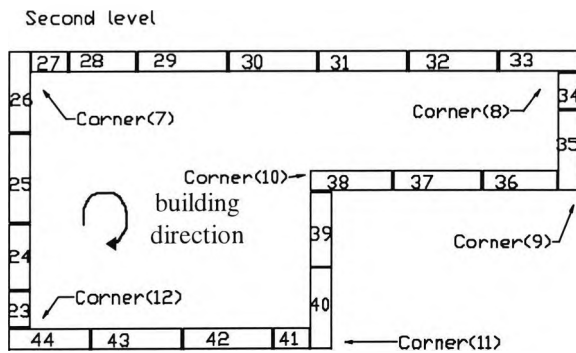 Second level
27 28 29 30 31 32 33
26
34
Corner(7)
Corner(8)
35
Corner(10)
38 37 36
25
building
direction
39
Corner(9)
24
40
Corner(12)
23
44 43 42 41
Corner(11)